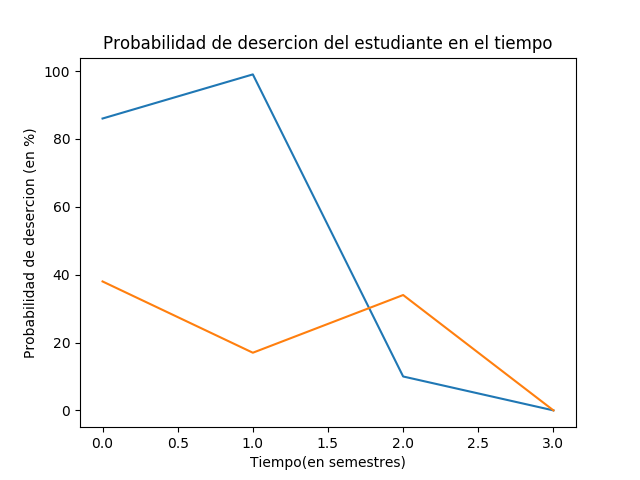 Probabilidad de desercion del estudiante en el tiempo
Probabilidad de desercion (en %)
100
80
60
40
20
0
0.0 0.5 1.0 1.5 2.0 2.5 3.0
Tiempo(en semestres)